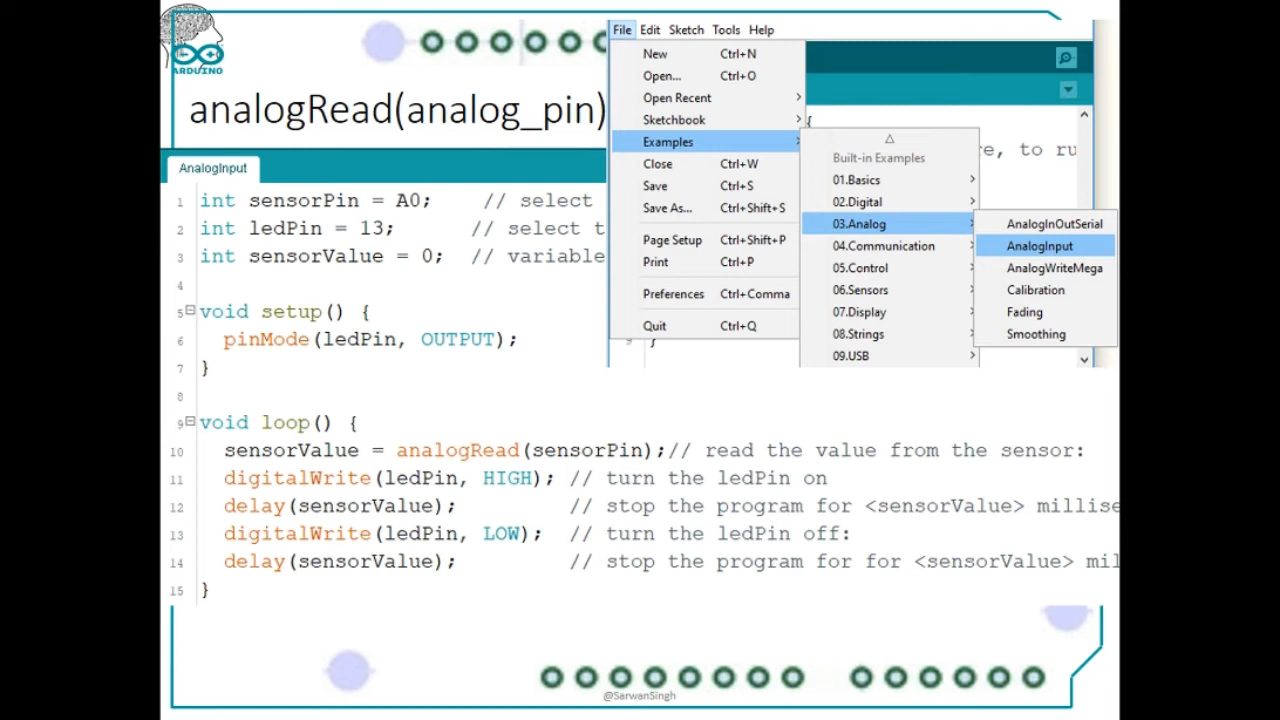 ARDUINO
analogRead(analog_pin)
File Edit Sketch Tools Help
New Ctrl+N
Open... Ctrl+O
Open Recent
Sketchbook
Examples
Close Ctrl+W
Save Ctrl+S
Save As... Ctrl+Shift+S
Page Setup Ctrl+Shift+P
Print Ctrl+P
Preferences Ctrl+Comma
Quit Ctrl+Q
{
re, to ru
9 }
Built-in Examples
01.Basics
02.Digital
03.Analog
04.Communication
05.Control
06.Sensors
07.Display
08.Strings
09.USB
AnalogInOutSerial
AnalogInput
AnalogWriteMega
Calibration
Fading
Smoothing
AnalogInput
1 int sensorPin = A0; // select
2 int ledPin = 13; // select t
3 int sensorValue = 0; // variable
4
5 void setup() {
6 pinMode(ledPin, OUTPUT);
7 }
8
9 void loop() {
10 sensorValue = analogRead(sensorPin);// read the value from the sensor:
11 digitalWrite(ledPin, HIGH); // turn the ledPin on
12 delay(sensorValue); // stop the program for <sensorValue> millise
13 digitalWrite(ledPin, LOW); // turn the ledPin off:
14 delay(sensorValue); // stop the program for for <sensorValue> mil
15 }
@SarwanSingh